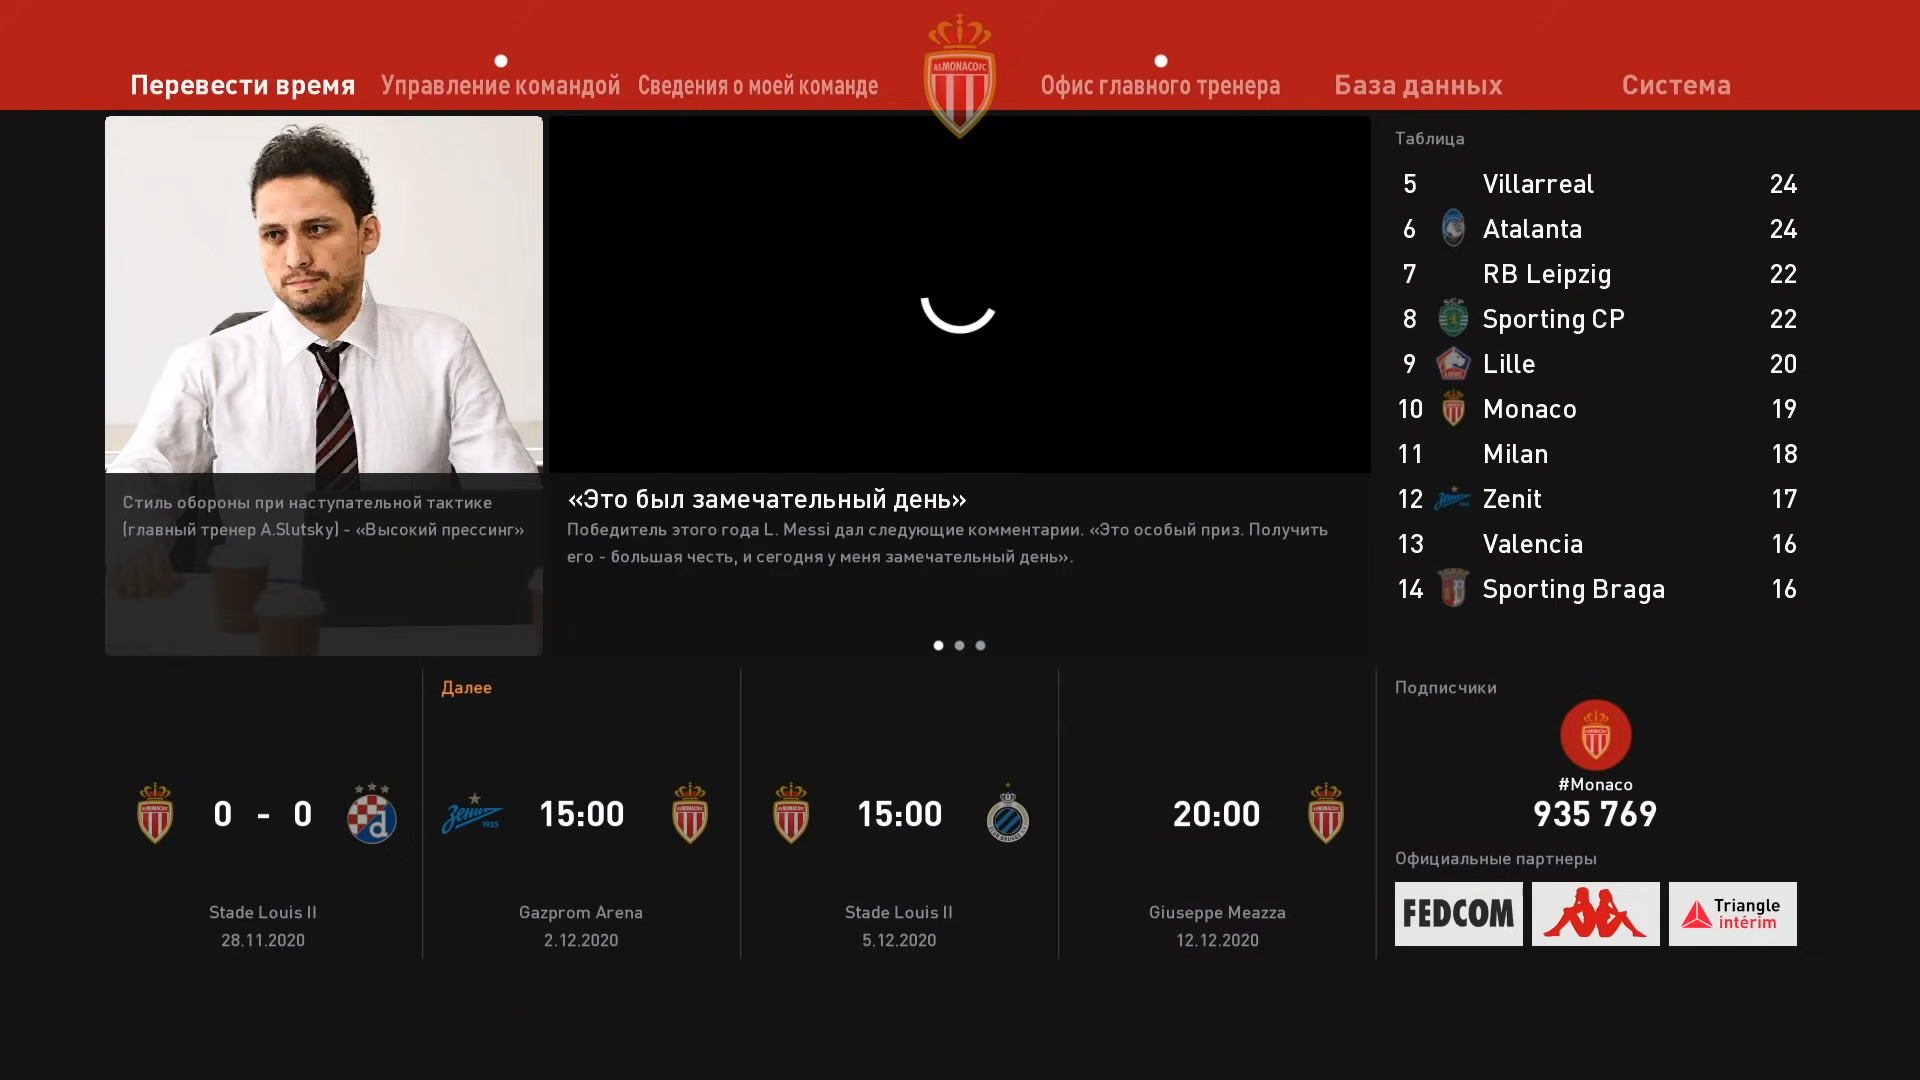 Перевести время
Управление командой
Сведения о моей команде
AS MONACO FC
Офис главного тренера
База данных
Система
Стиль обороны при наступательной тактике
(главный тренер A.Slutsky) - «Высокий прессинг»
«Это был замечательный день»
Победитель этого года L. Messi дал следующие комментарии. «Это особый приз. Получить
его - большая честь, и сегодня у меня замечательный день».
Таблица
5 Villarreal 24
6 Atalanta 24
7 RB Leipzig 22
8 Sporting CP 22
9 Lille 20
10 Monaco 19
11 Milan 18
12 Zenit 17
13 Valencia 16
14 Sporting Braga 16
0 - 0
Stade Louis II
28.11.2020
Далее
15:00
Gazprom Arena
2.12.2020
15:00
Stade Louis II
5.12.2020
20:00
Giuseppe Meazza
12.12.2020
Подписчики
#Monaco
935 769
Официальные партнеры
FEDCOM
Triangle
intérim